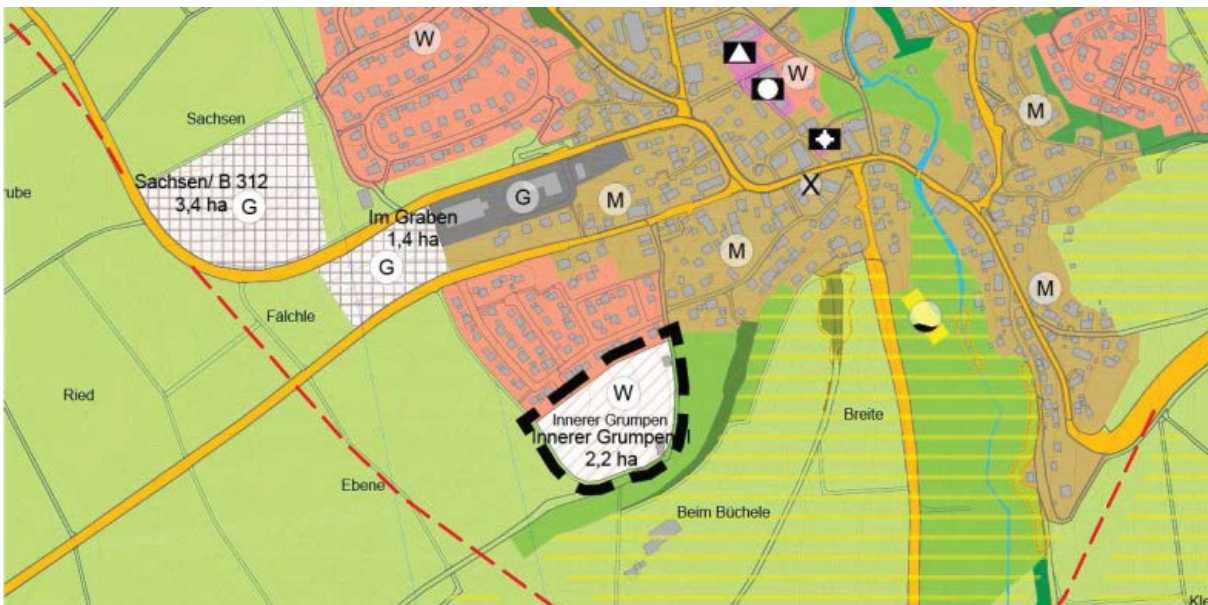 W
W
Sachsen
M
rube
Sachsen/ B 312
3,4 ha
G
Im Graben
1,4 ha
G
G
M
X
M
M
Fälchle
Ried
W
Innerer Grumpen
Innerer Grumpen II
2,2 ha
Breite
Ebene
Beim Büchele
Kle